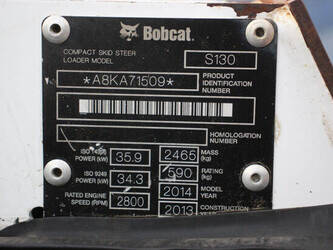 Bobcat.
COMPACT SKID STEER
LOADER MODEL S130
*A8KA71509* PRODUCT
IDENTIFICATION
NUMBER
HOMOLOGATION
NUMBER
ISO 14396
POWER (kW) 35.9 2465 MASS
(kg)
ISO 9249
POWER (kW) 34.3 590 RATING
(kg)
RATED ENGINE
SPEED (RPM) 2800 2014 MODEL
YEAR
2013 CONSTRUCTION
YEAR